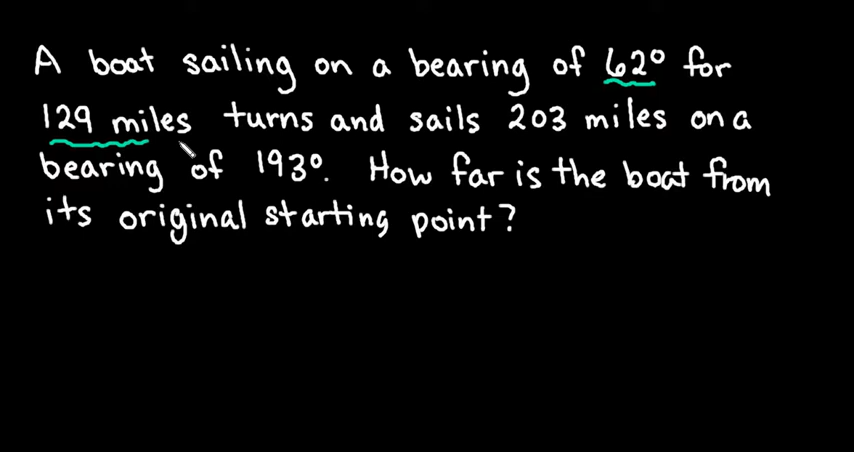 A boat sailing on a bearing of 62° for
129 miles turns and sails 203 miles on a
bearing of 193°. How far is the boat from
its original starting point?